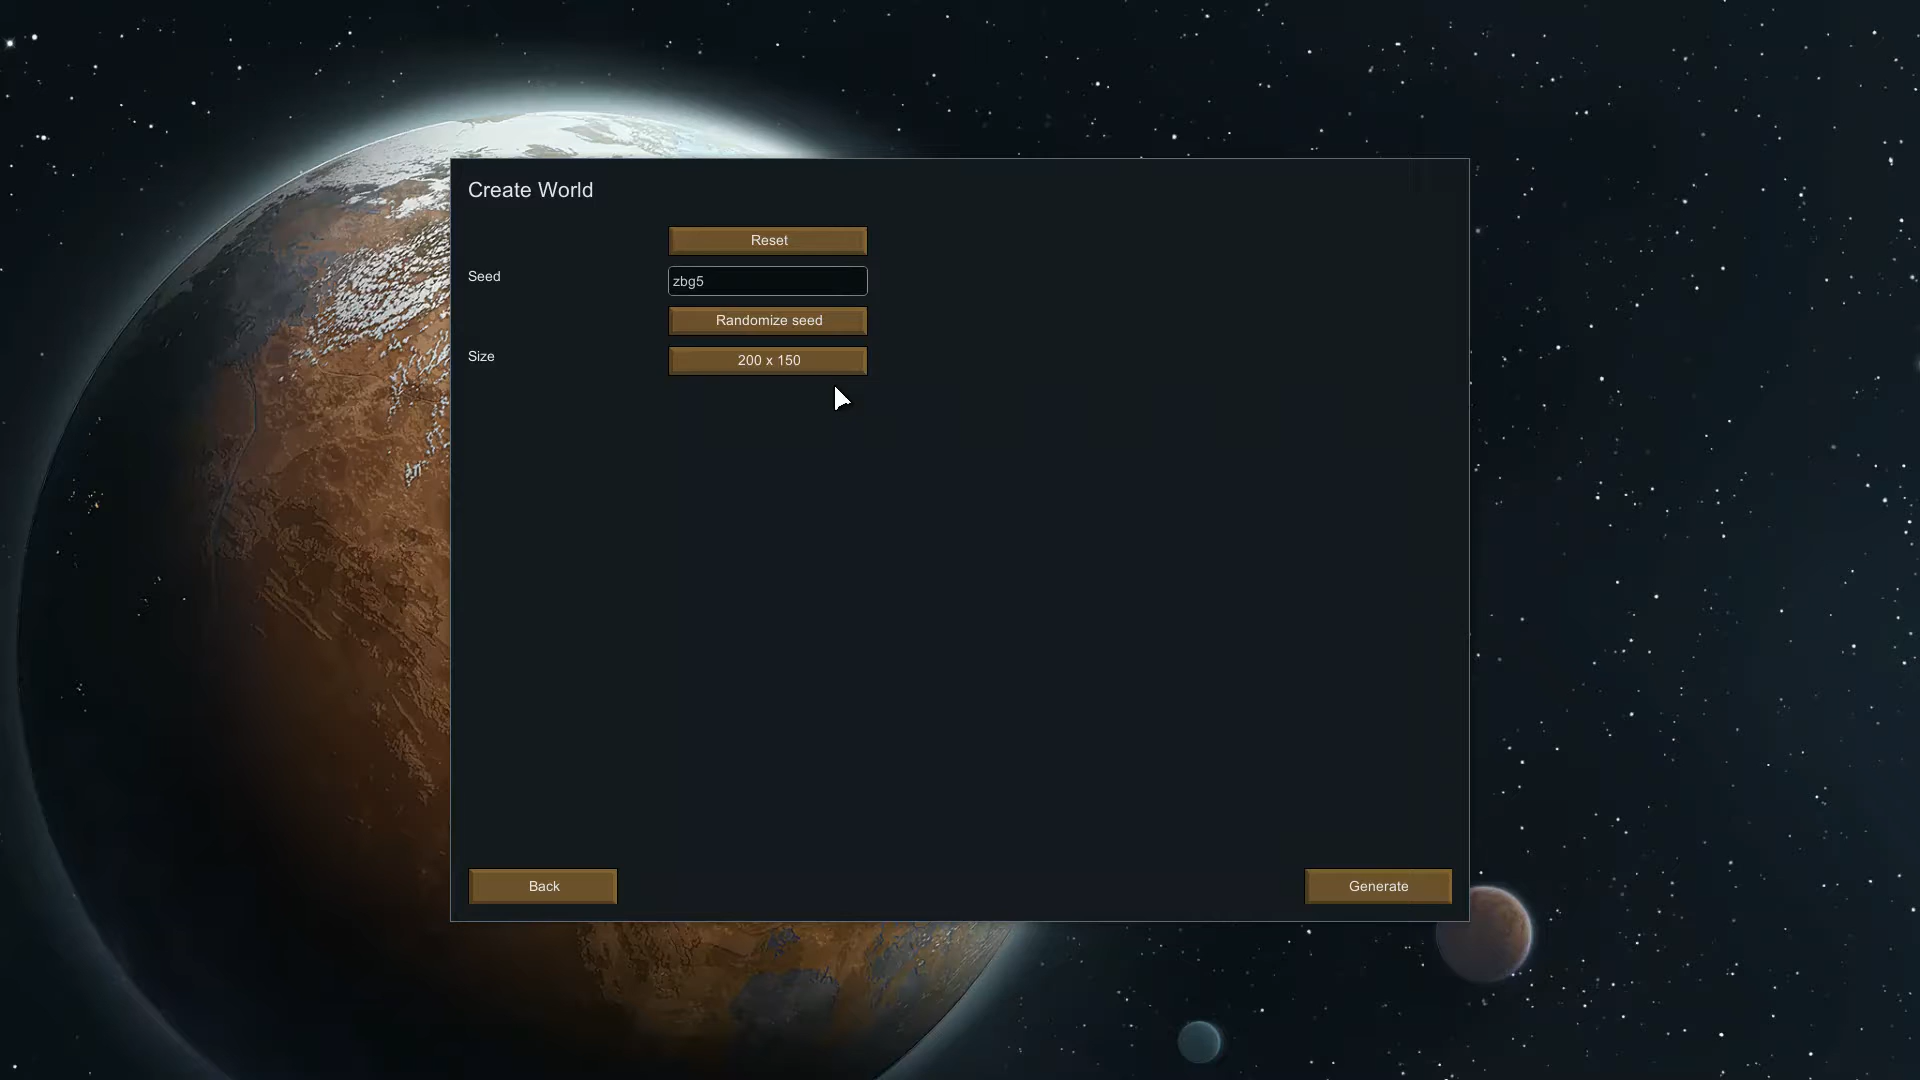 Create World
Reset
Seed
zbg5
Randomize seed
Size
200 x 150
Back
Generate